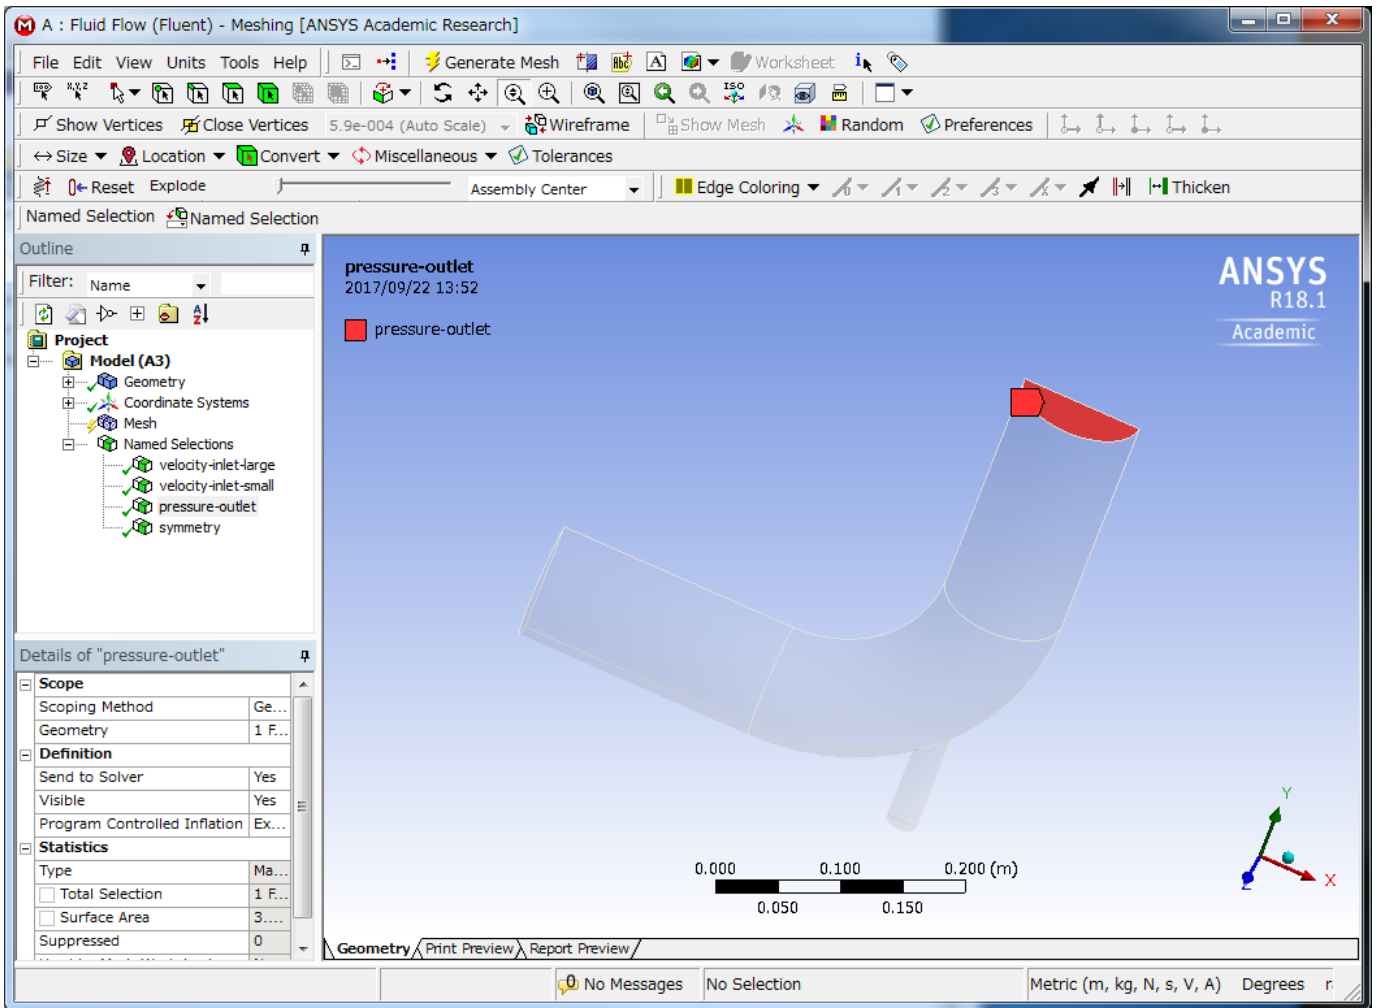 A : Fluid Flow (Fluent) - Meshing [ANSYS Academic Research]
File Edit View Units Tools Help Generate Mesh Worksheet
Show Vertices Close Vertices 5.9e-004 (Auto Scale) Wireframe Show Mesh Random Preferences
Size Location Convert Miscellaneous Tolerances
Reset Explode Assembly Center Edge Coloring Thicken
Named Selection Named Selection
Outline
Filter: Name
Project
Model (A3)
Geometry
Coordinate Systems
Mesh
Named Selections
velocity-inlet-large
velocity-inlet-small
pressure-outlet
symmetry
Details of "pressure-outlet"
Scope
Scoping Method Ge...
Geometry 1 F...
Definition
Send to Solver Yes
Visible Yes
Program Controlled Inflation Ex...
Statistics
Type Ma...
Total Selection 1 F...
Surface Area 3....
Suppressed 0
pressure-outlet
2017/09/22 13:52
pressure-outlet
ANSYS
R18.1
Academic
Y
X
Z
0.000 0.100 0.200 (m)
0.050 0.150
Geometry Print Preview Report Preview
0 No Messages No Selection Metric (m, kg, N, s, V, A) Degrees